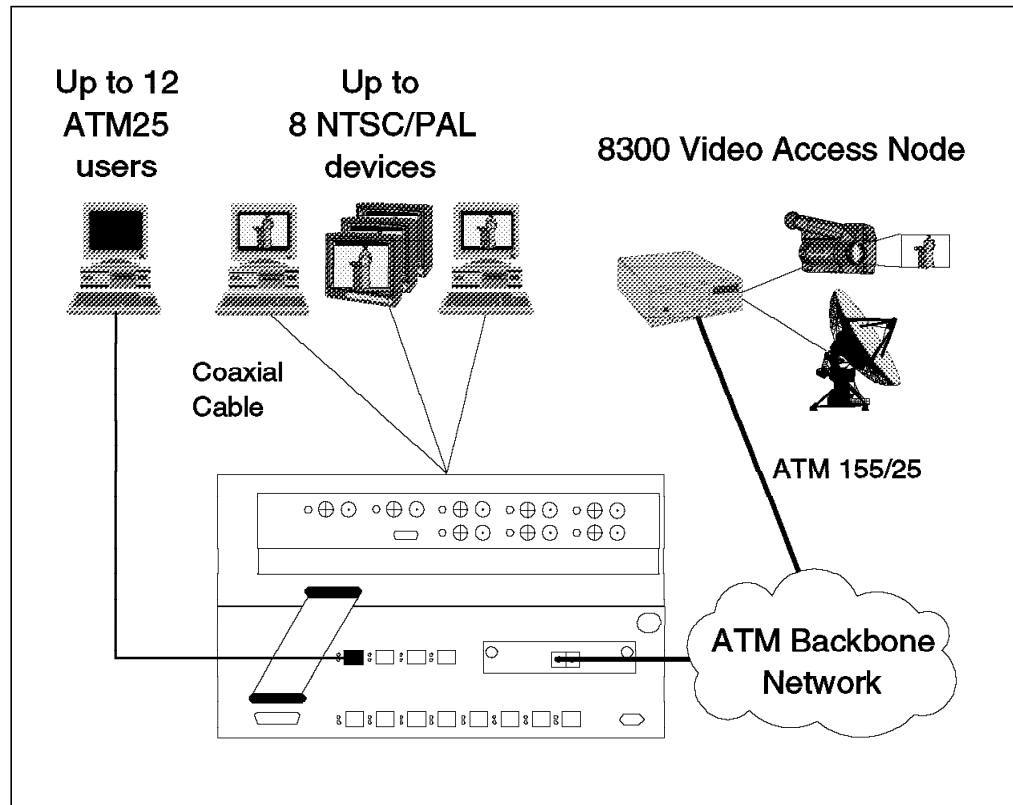 Up to 12
ATM25
users
Up to
8 NTSC/PAL
devices
8300 Video Access Node
Coaxial
Cable
ATM 155/25
ATM Backbone
Network